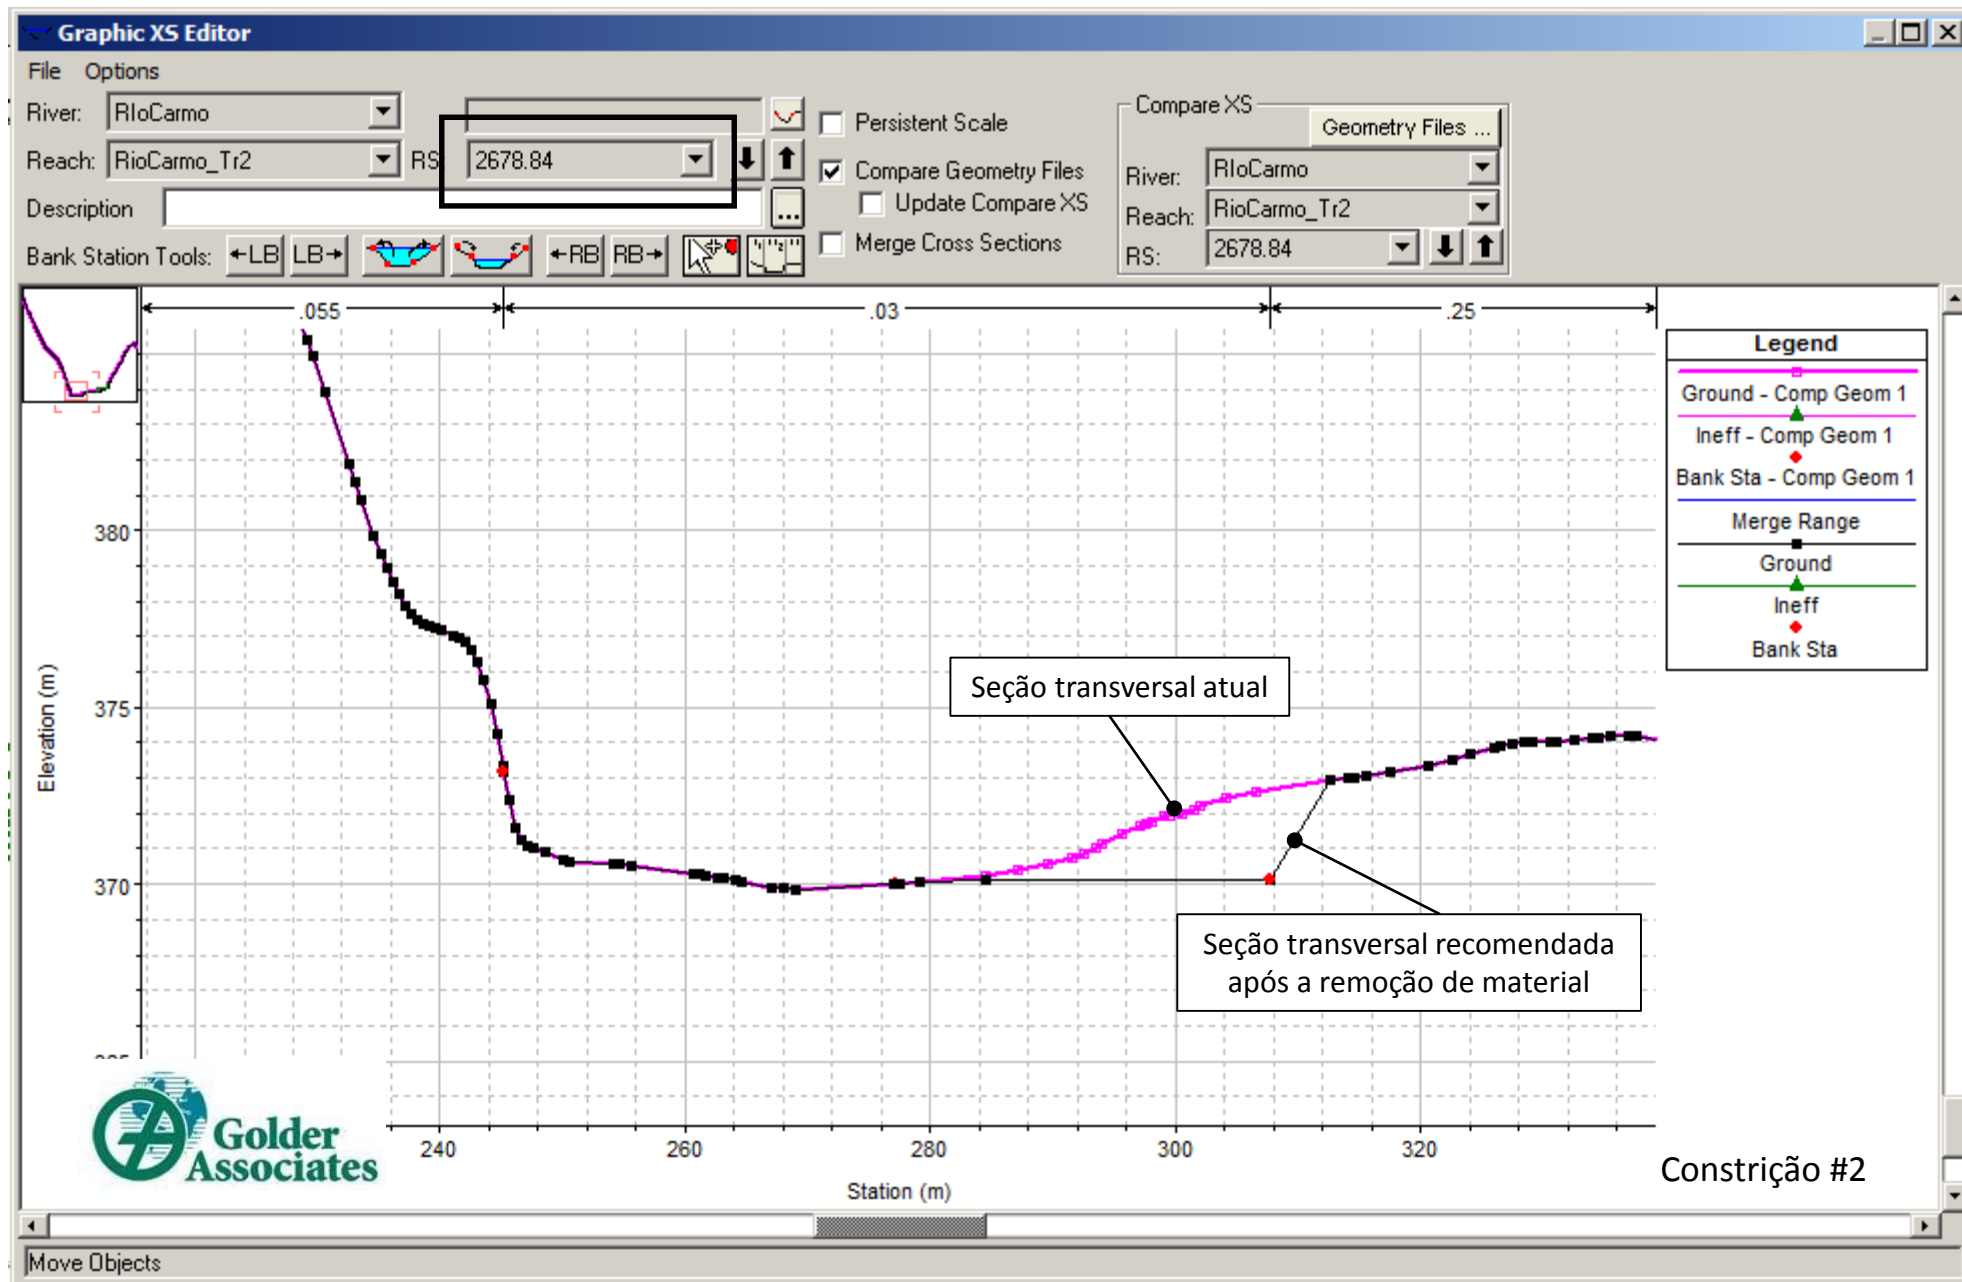 Graphic XS Editor
File Options
River: RIoCarmo
Reach: RioCarmo_Tr2 RS 2678.84
Description ...
Bank Station Tools: ←LB LB→ ←RB RB→
Persistent Scale
Compare Geometry Files
Update Compare XS
Merge Cross Sections
Compare XS
Geometry Files ...
River: RIoCarmo
Reach: RioCarmo_Tr2
RS: 2678.84
.055 .03 .25
Legend
Ground - Comp Geom 1
Ineff - Comp Geom 1
Bank Sta - Comp Geom 1
Merge Range
Ground
Ineff
Bank Sta
380
375
370
Elevation (m)
Seção transversal atual
Seção transversal recomendada
após a remoção de material
Golder
Associates
240 260 280 300 320
Station (m)
Constrição #2
Move Objects